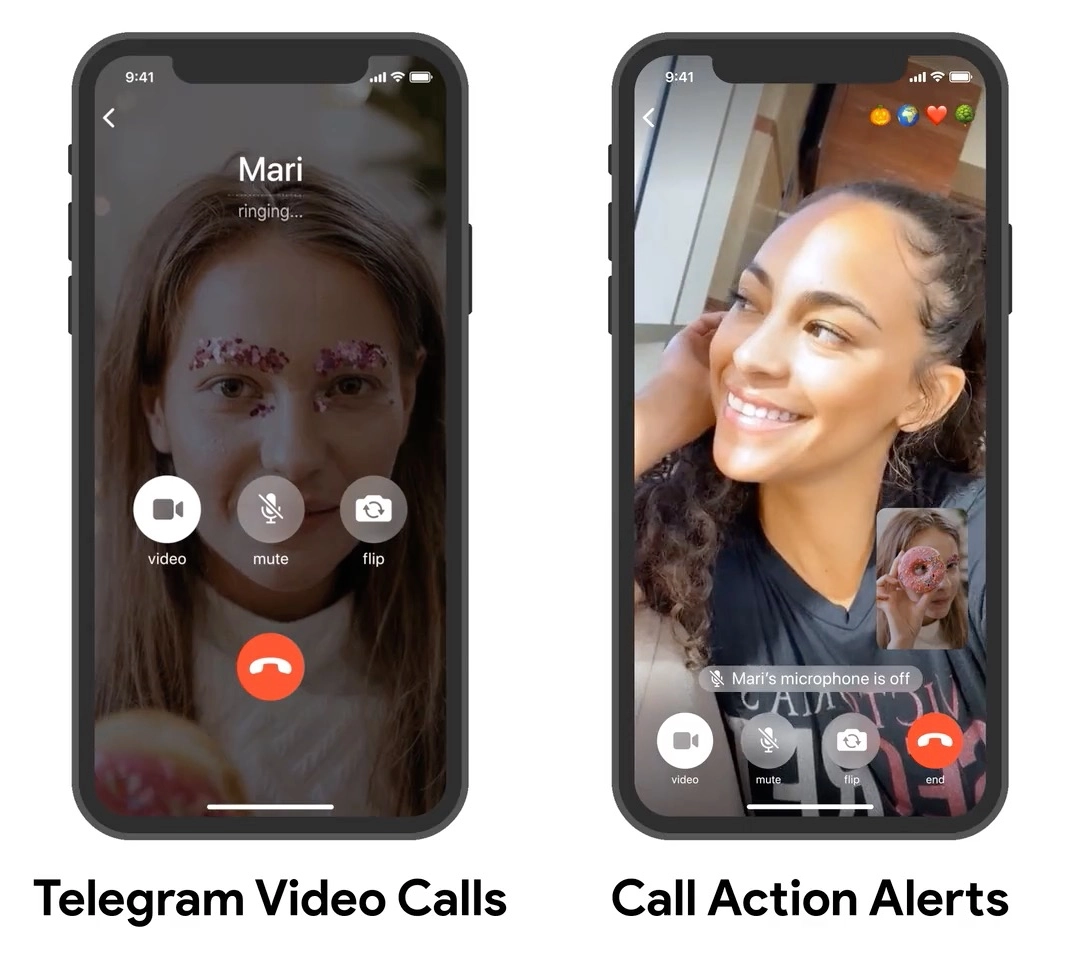 9:41
Mari
ringing...
video
mute
flip
9:41
Mari's microphone is off
video
mute
flip
end
Telegram Video Calls
Call Action Alerts